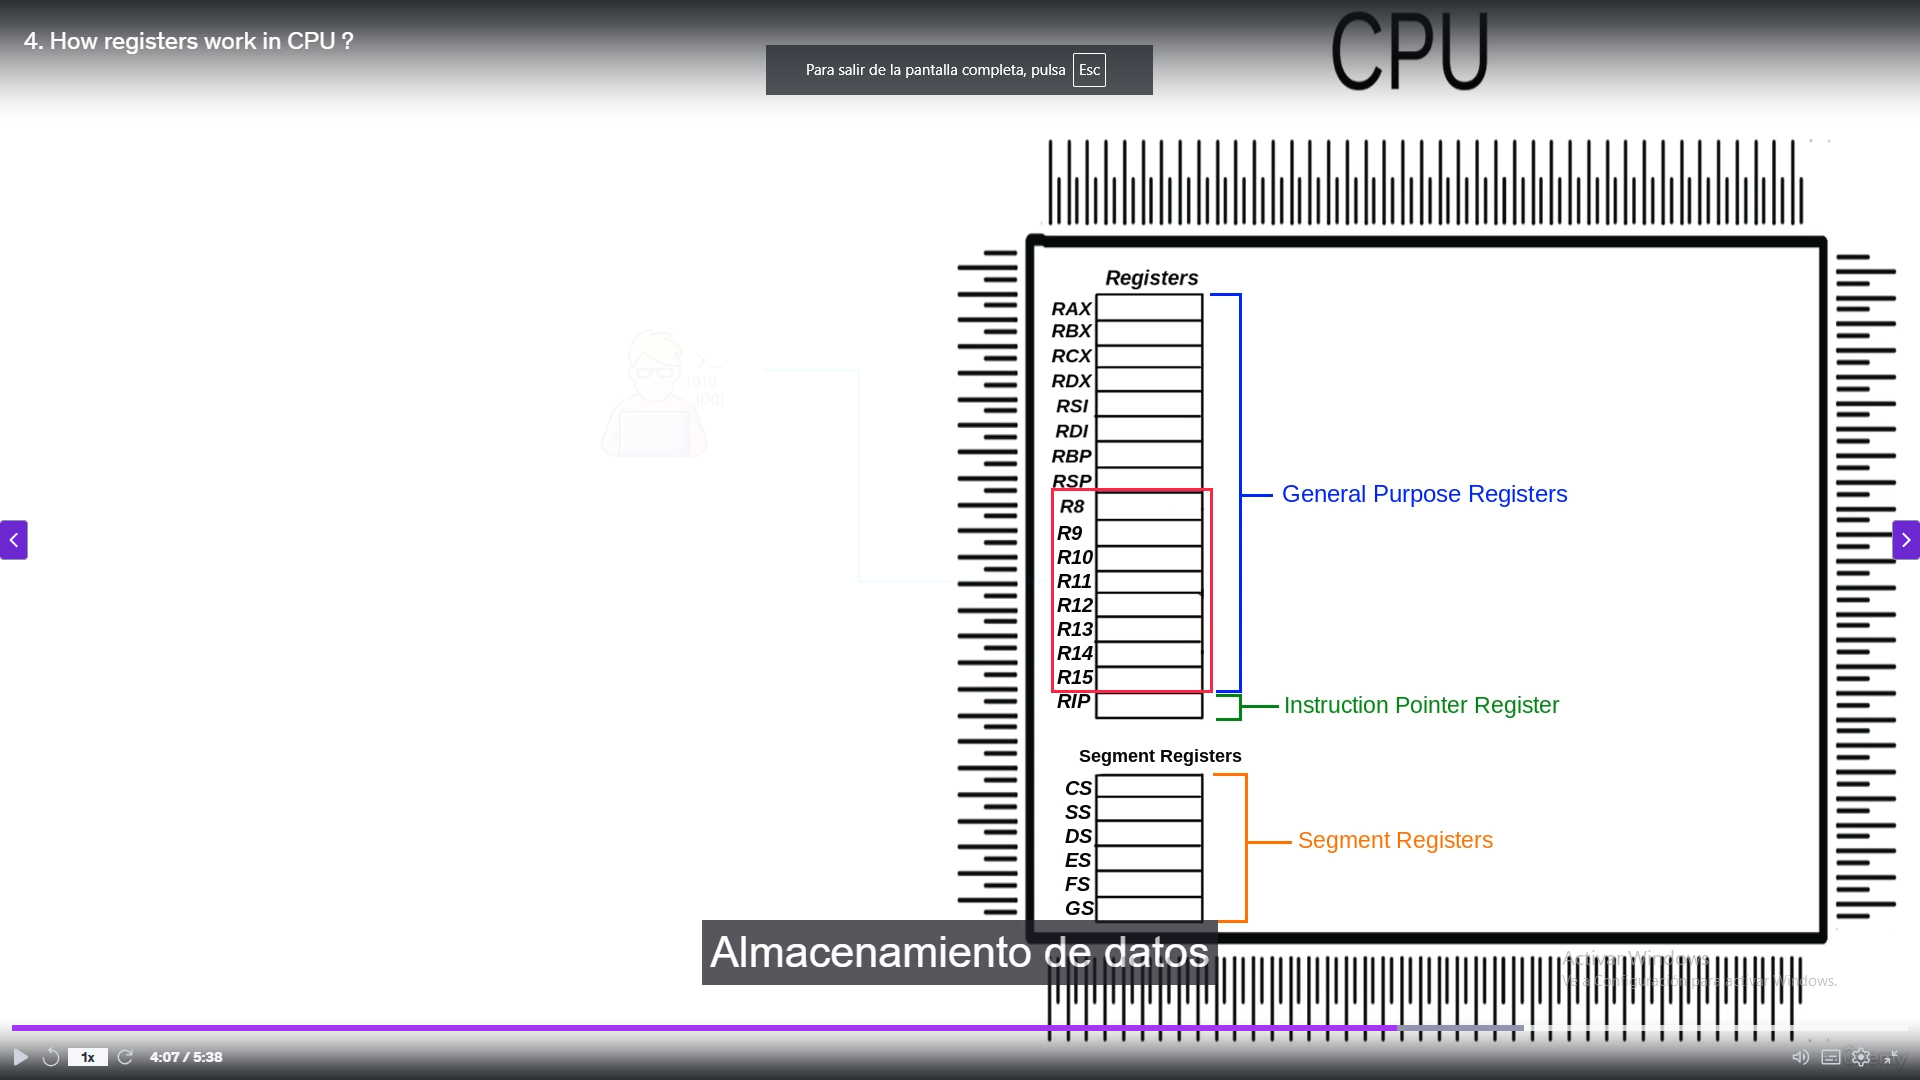 4. How registers work in CPU ?
Para salir de la pantalla completa, pulsa Esc
CPU
>_
1010
1001
Registers
RAX
RBX
RCX
RDX
RSI
RDI
RBP
RSP
R8
R9
R10
R11
R12
R13
R14
R15
RIP
General Purpose Registers
Instruction Pointer Register
Segment Registers
CS
SS
DS
ES
FS
GS
Segment Registers
Almacenamiento de datos
Activar Windows
Ve a Configuración para activar Windows.
1x
4:07 / 5:38